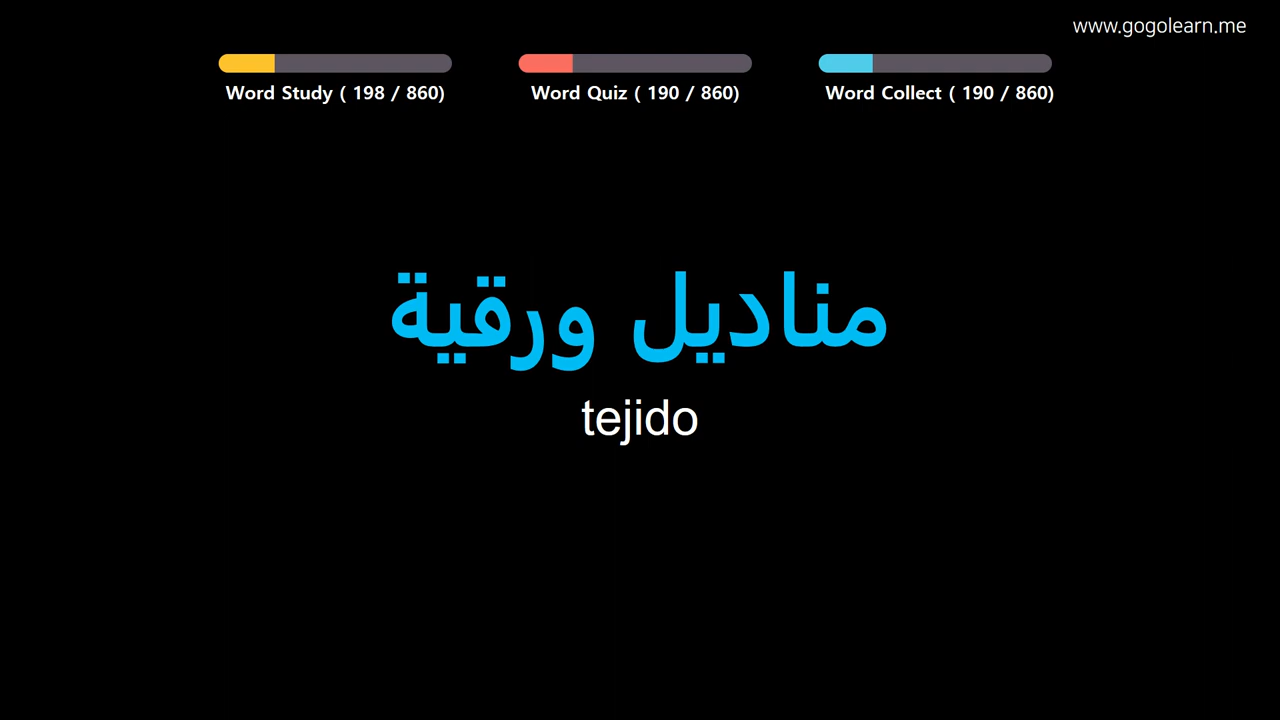 www.gogolearn.me
Word Study ( 198 / 860)
Word Quiz ( 190 / 860)
Word Collect ( 190 / 860)
مناديل ورقية
tejido